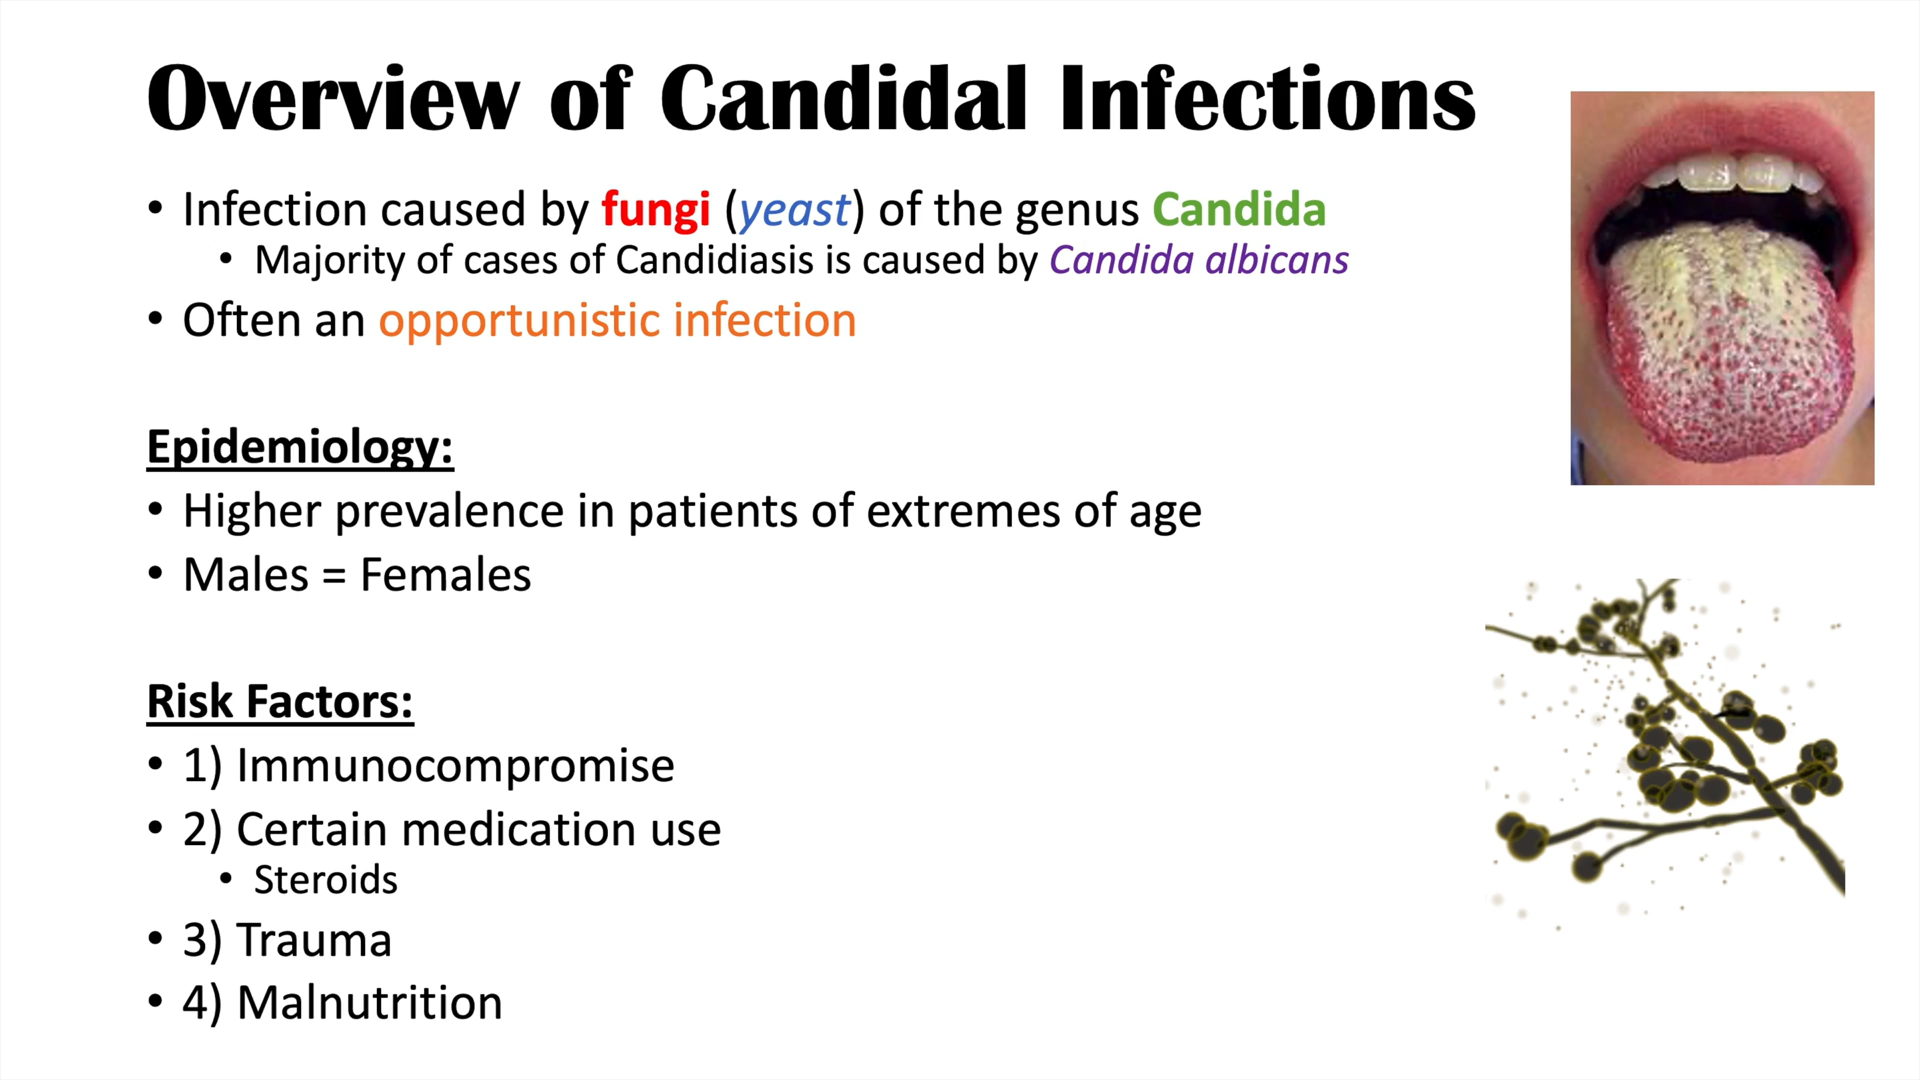 Overview of Candidal Infections
• Infection caused by fungi (yeast) of the genus Candida
• Majority of cases of Candidiasis is caused by Candida albicans
• Often an opportunistic infection
Epidemiology:
• Higher prevalence in patients of extremes of age
• Males = Females
Risk Factors:
• 1) Immunocompromise
• 2) Certain medication use
• Steroids
• 3) Trauma
• 4) Malnutrition